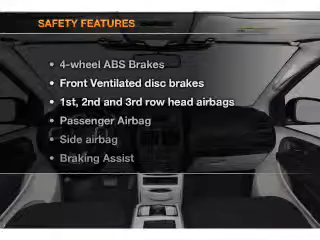 SAFETY FEATURES
• 4-wheel ABS Brakes
• Front Ventilated disc brakes
• 1st, 2nd and 3rd row head airbags
• Passenger Airbag
• Side airbag
• Braking Assist